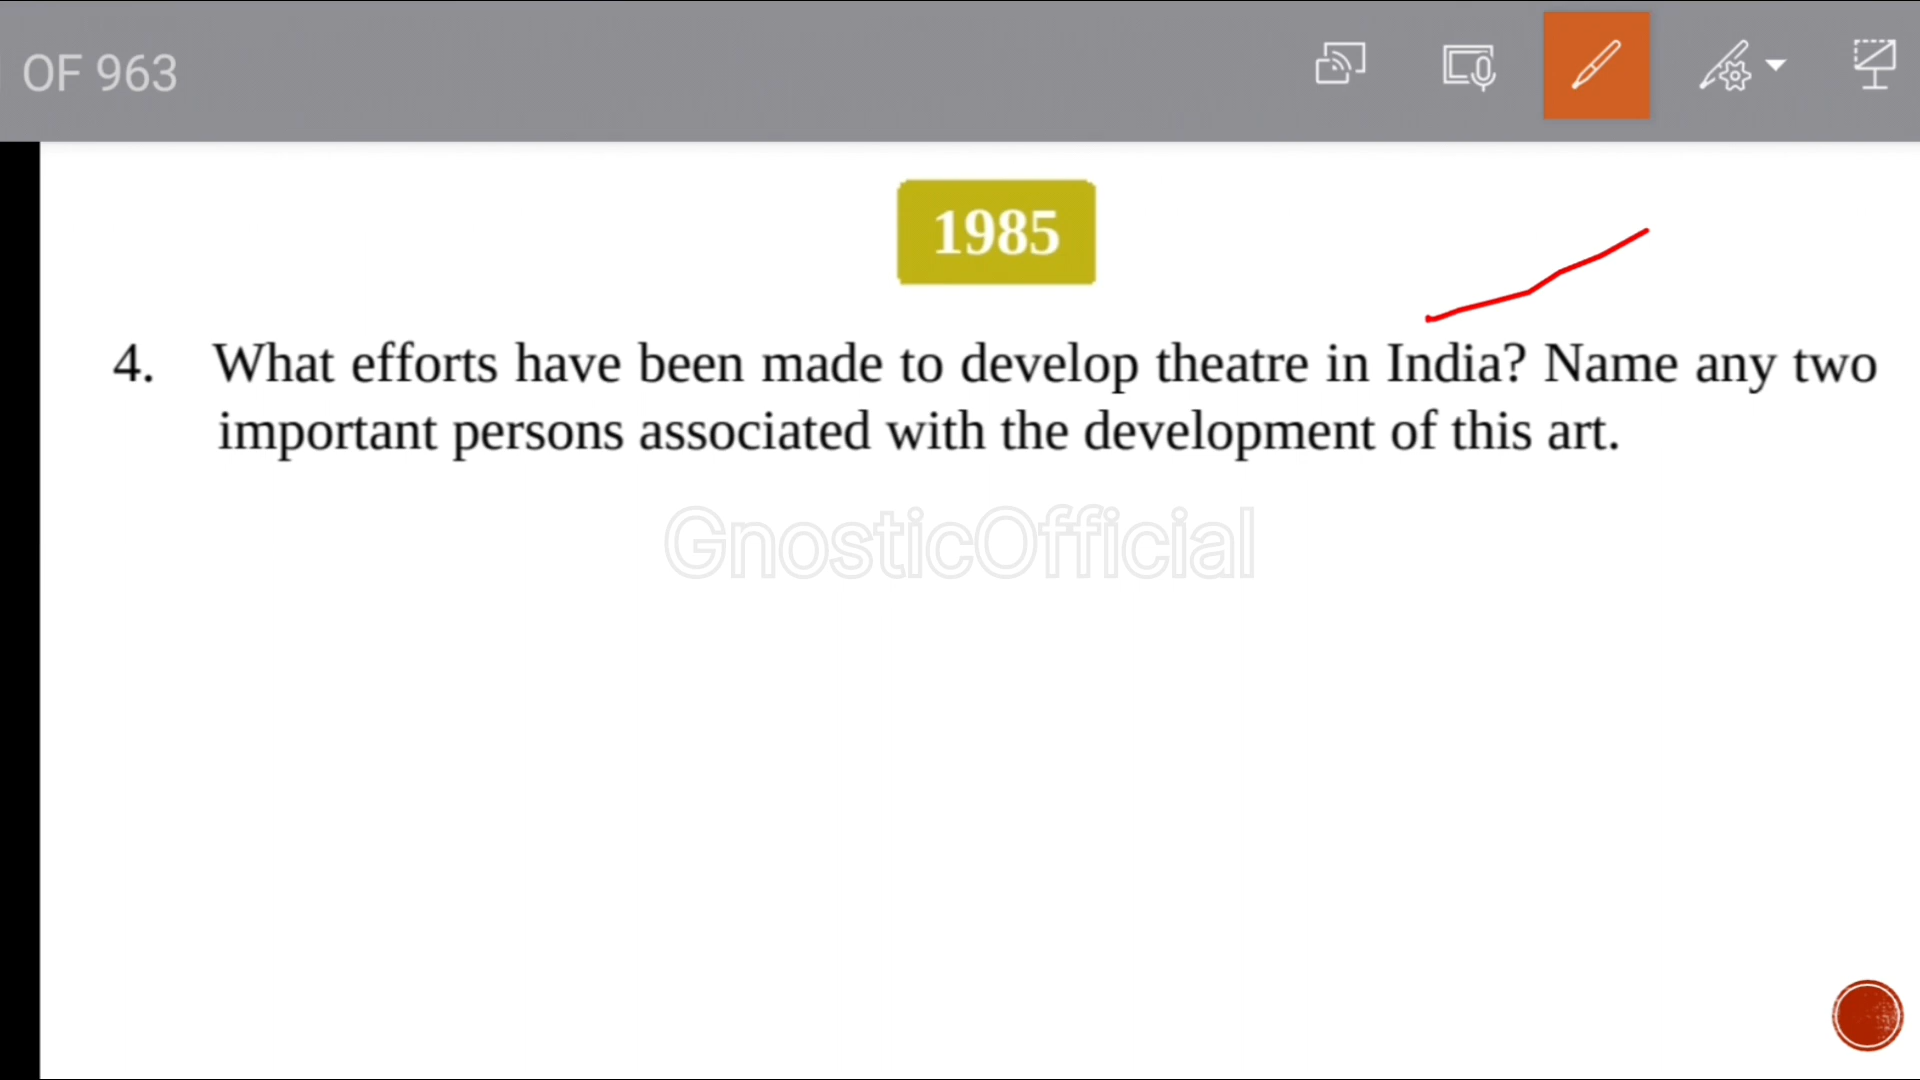 OF 963
1985
4. What efforts have been made to develop theatre in India? Name any two
important persons associated with the development of this art.
GnosticOfficial